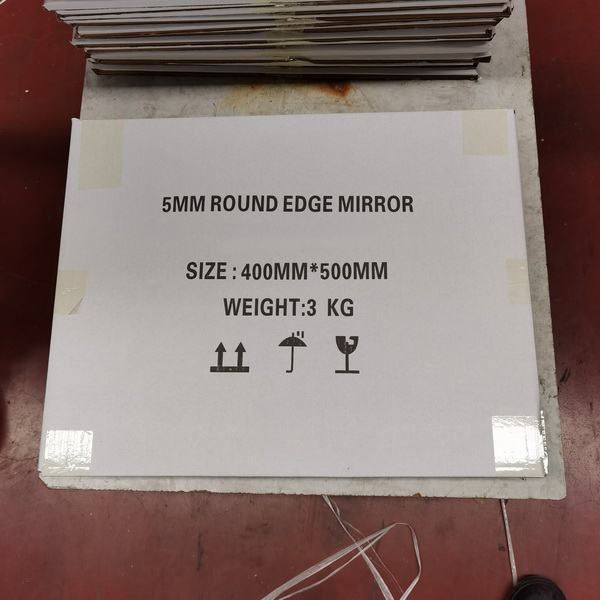 5MM ROUND EDGE MIRROR
SIZE : 400MM*500MM
WEIGHT:3 KG